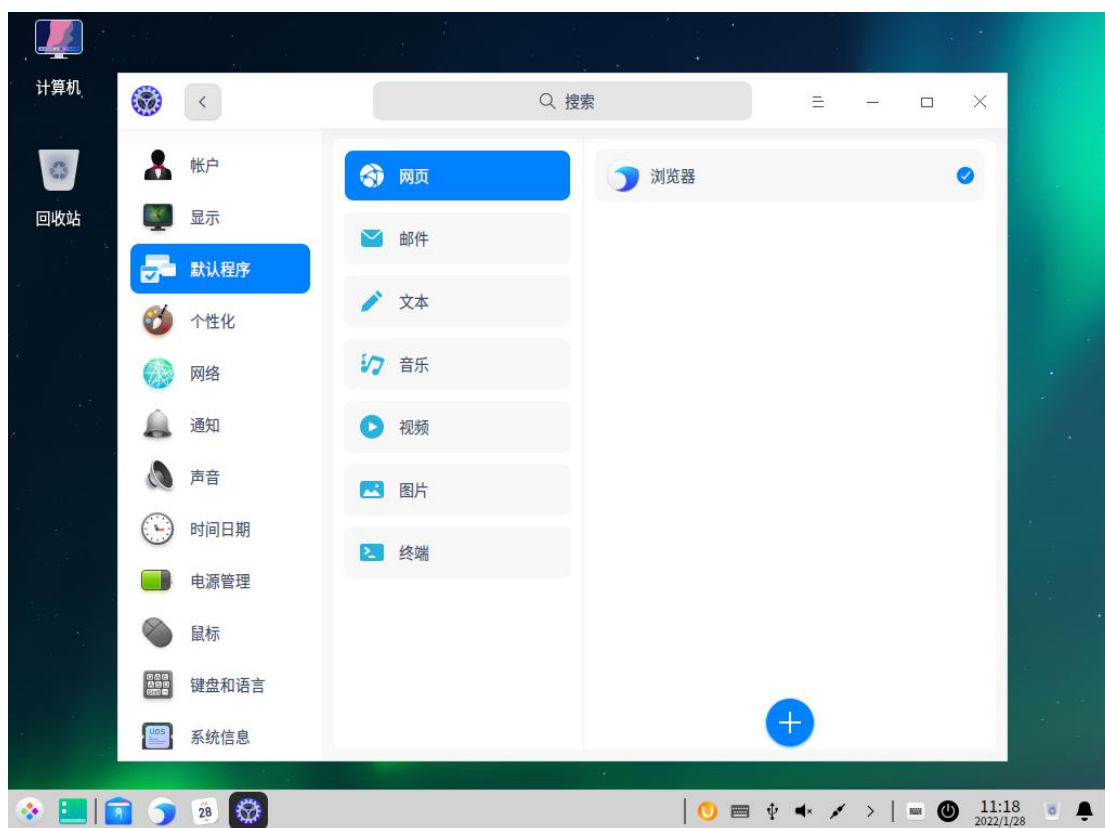 计算机
回收站
搜索
帐户
显示
默认程序
个性化
网络
通知
声音
时间日期
电源管理
鼠标
键盘和语言
系统信息
网页
邮件
文本
音乐
视频
图片
终端
浏览器
UOS
28
11:18
2022/1/28